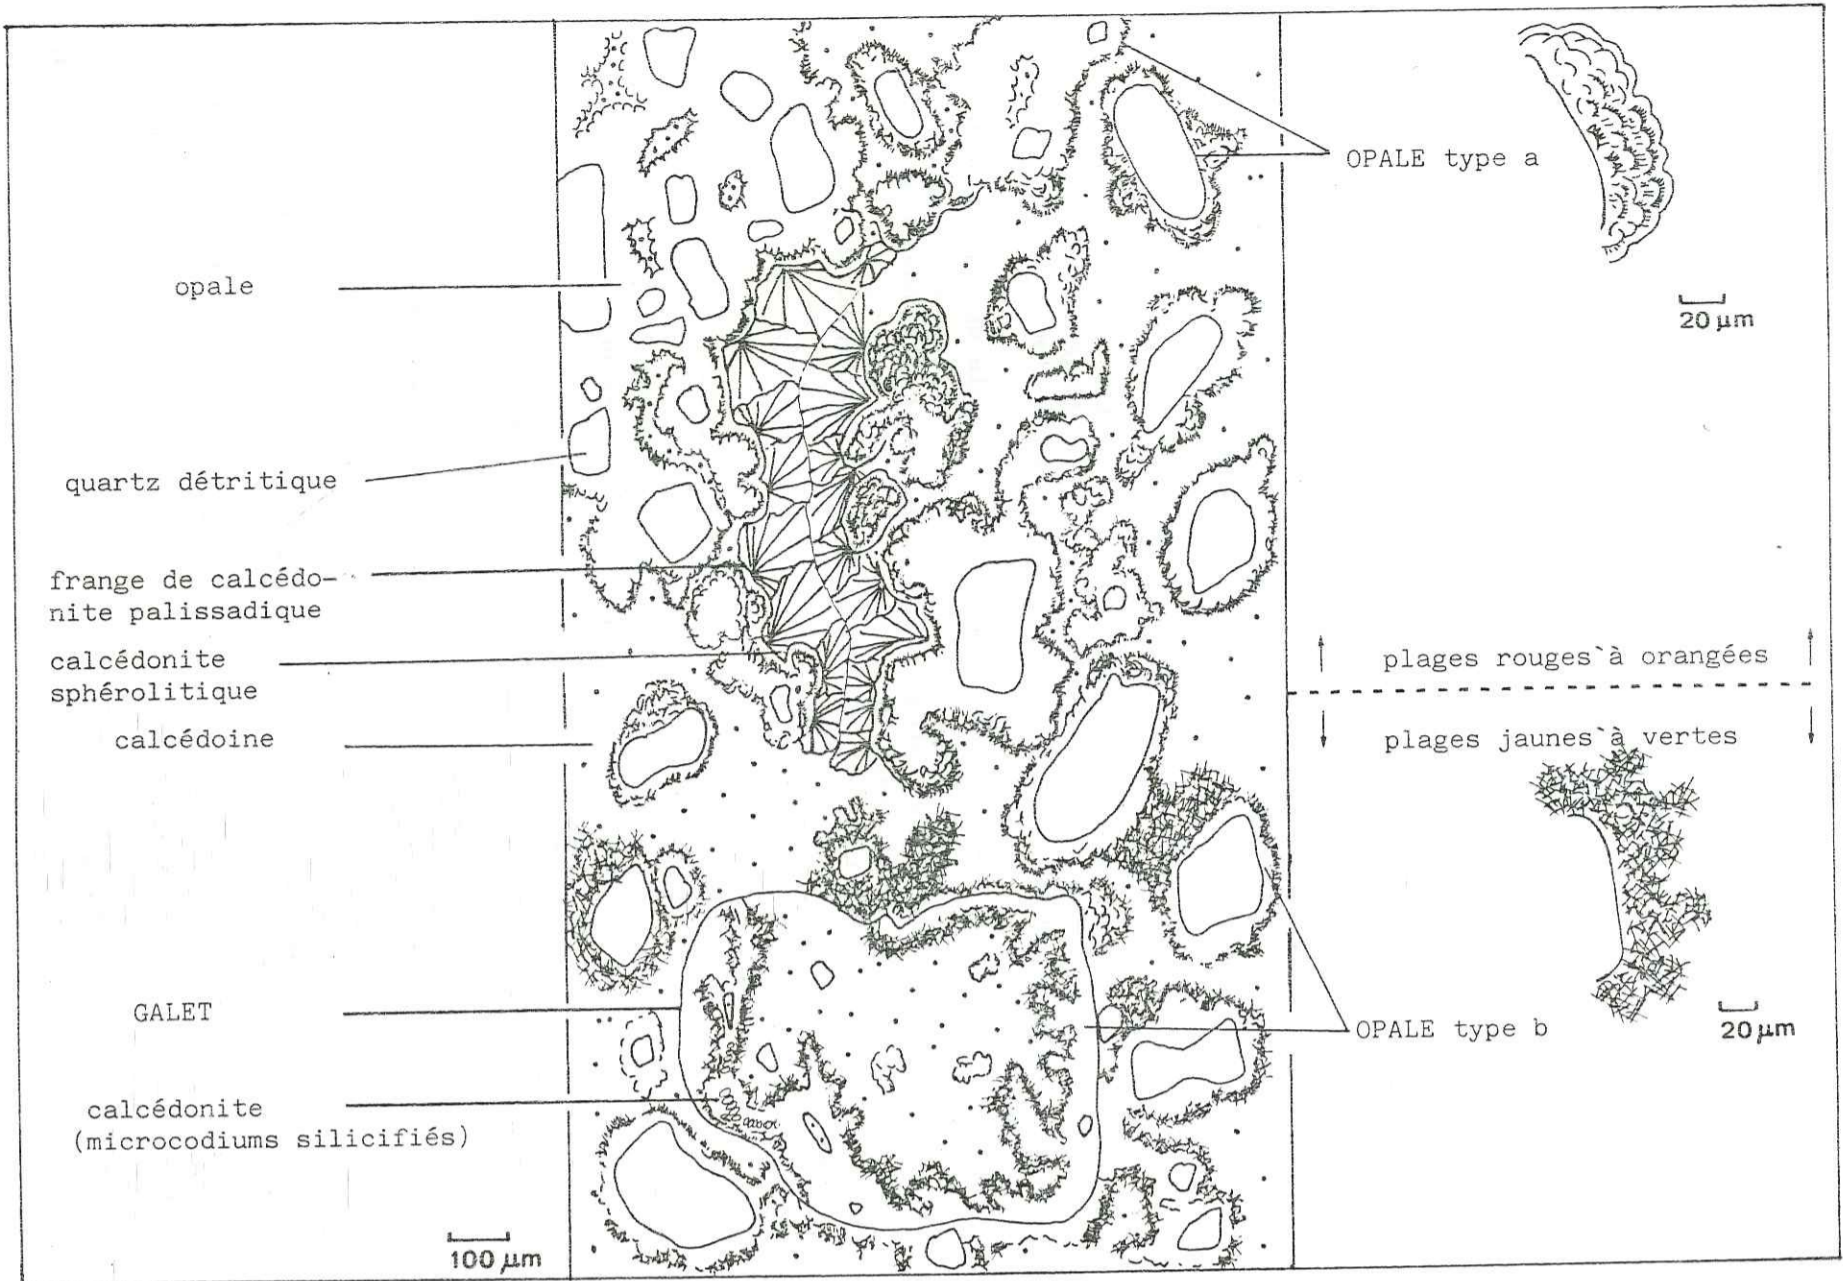 opale
quartz détritique
frange de calcédo-
nite palissadique
calcédonite
sphérolitique
calcédoine
GALET
calcédonite
(microcodiums silicifiés)
100 µm
OPALE type a
20 µm
plages rouges à orangées
plages jaunes à vertes
OPALE type b
20 µm